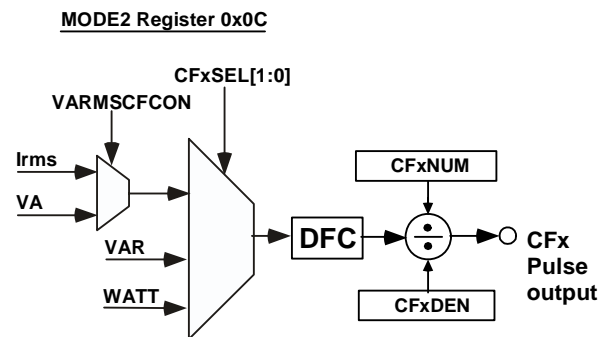 MODE2 Register 0x0C
CFxSEL[1:0]
VARMSCFCON
Irms
VA
VAR
WATT
DFC
CFxNUM
÷
CFxDEN
CFx
Pulse
output